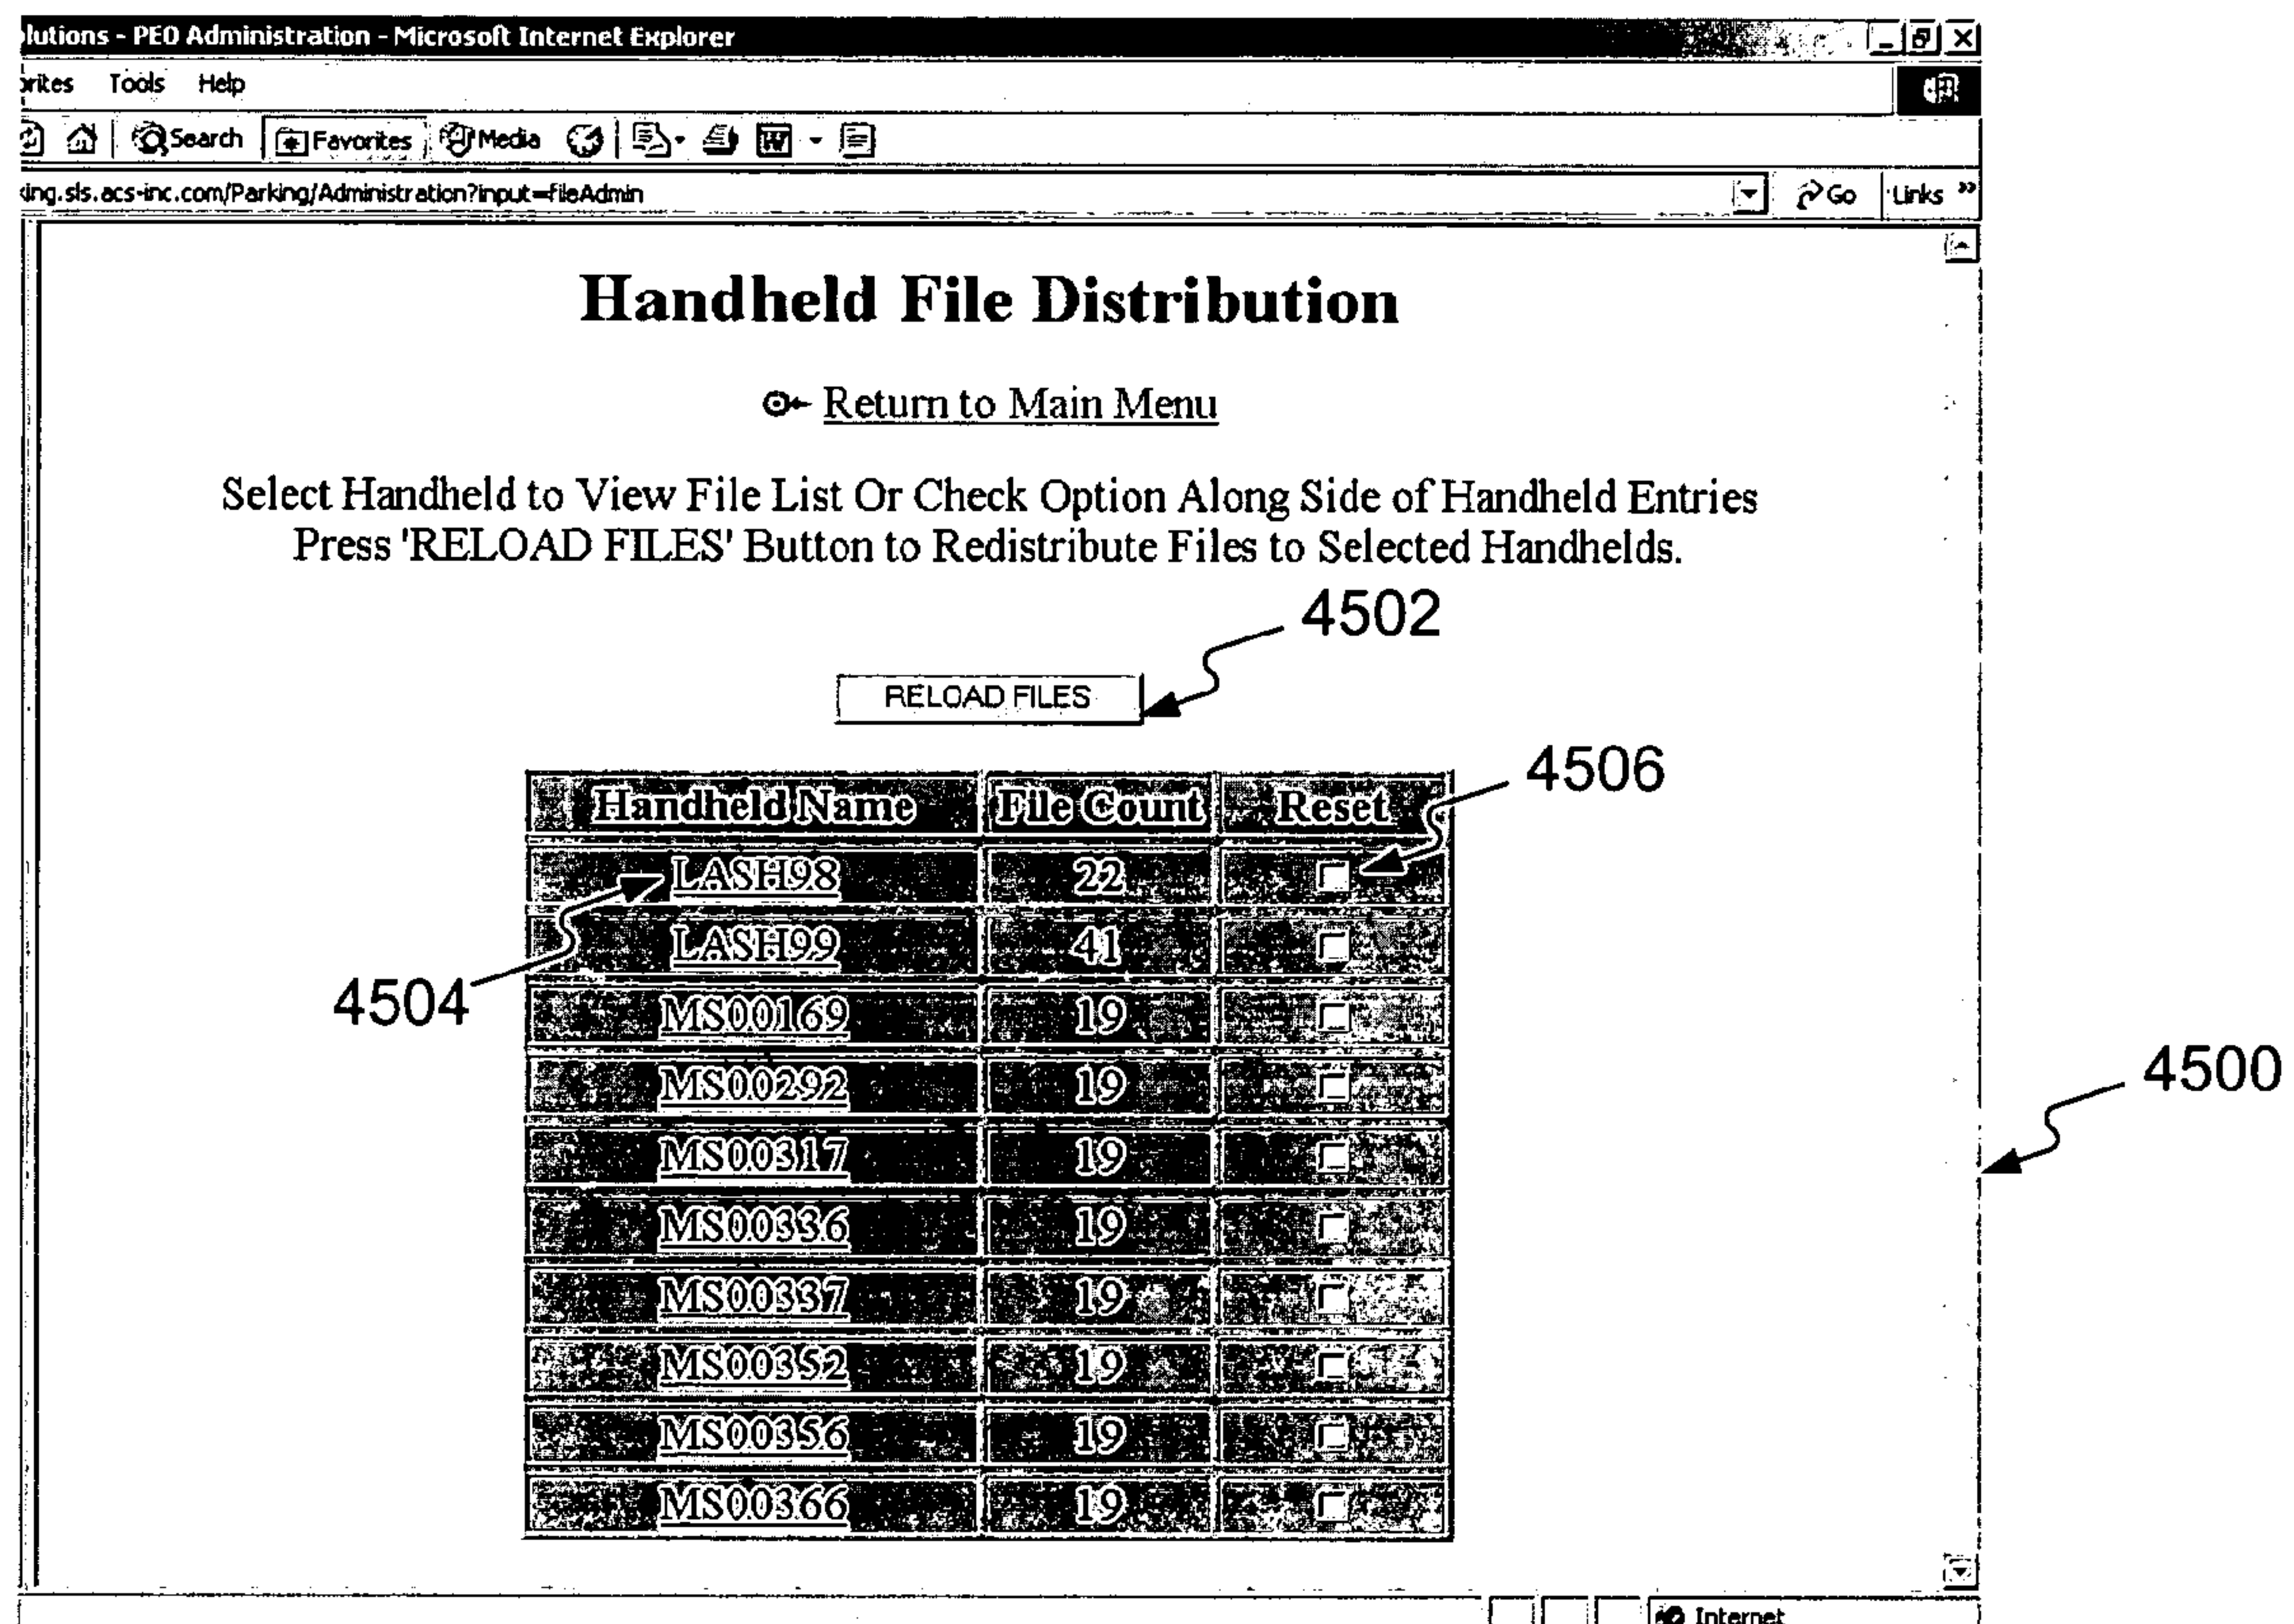 lutions - PEO Administration - Microsoft Internet Explorer
orites Tools Help
Search Favorites Media
king.sls.acs-inc.com/Parking/Administration?input=fileAdmin Go Links »
Handheld File Distribution
Return to Main Menu
Select Handheld to View File List Or Check Option Along Side of Handheld Entries
Press 'RELOAD FILES' Button to Redistribute Files to Selected Handhelds.
4502
RELOAD FILES
4506
Handheld Name File Count Reset
LASH98 22
LASH99 41
4504
MS00169 19
MS00292 19
4500
MS00317 19
MS00336 19
MS00337 19
MS00352 19
MS00356 19
MS00366 19
Internet